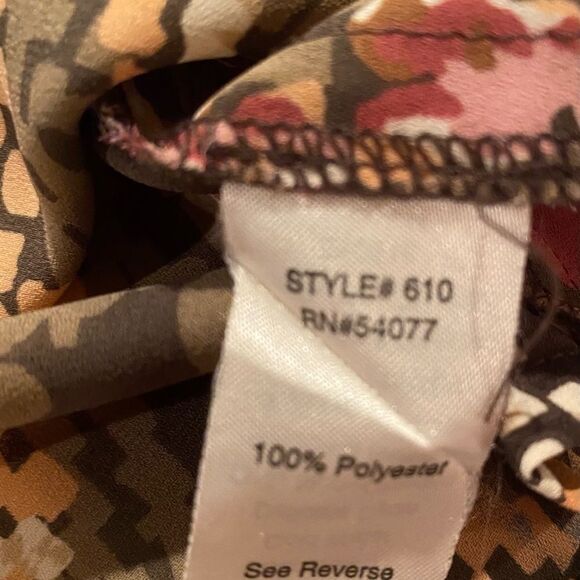 STYLE# 610
RN#54077
100% Polyester
See Reverse